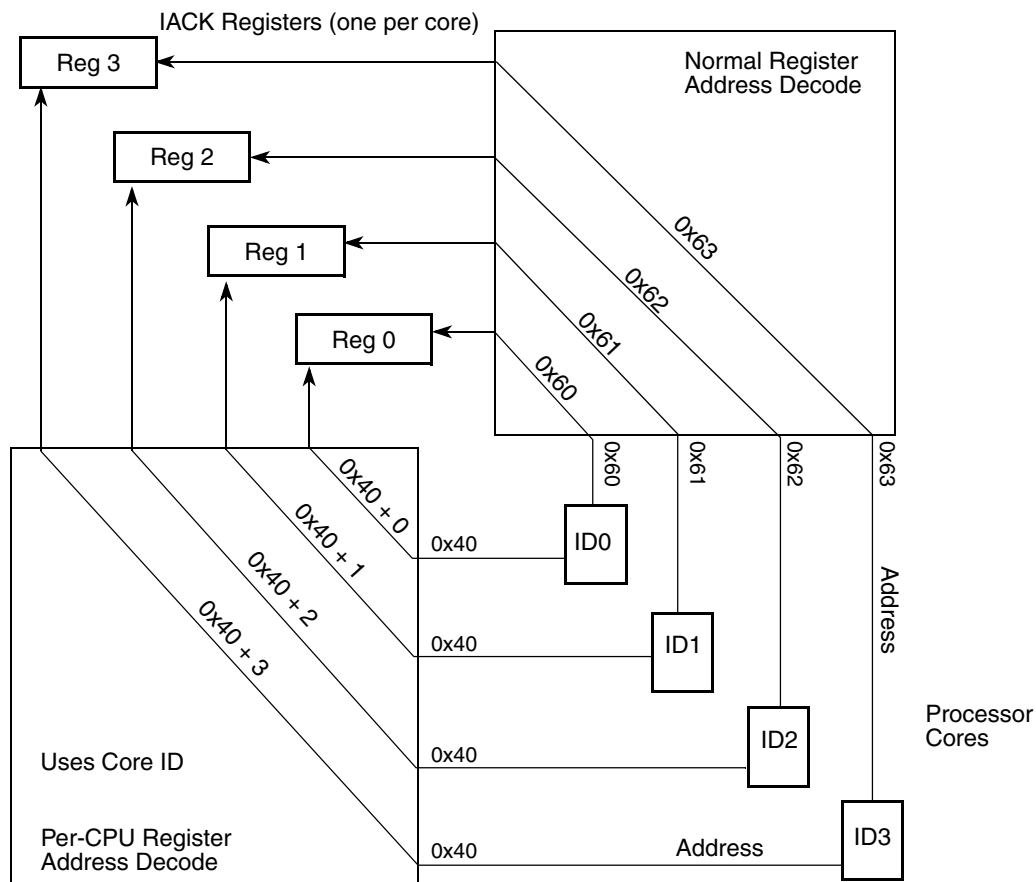 IACK Registers (one per core)
Reg 3
Normal Register
Address Decode
Reg 2
0x63
Reg 1
0x62
0x61
Reg 0
0x60
0x60
0x61
0x62
0x63
0x40 + 0
0x40 + 1
0x40 + 2
0x40 + 3
0x40
ID0
Address
0x40
ID1
Processor
Cores
0x40
ID2
Uses Core ID
Per-CPU Register
Address Decode
0x40
Address
ID3